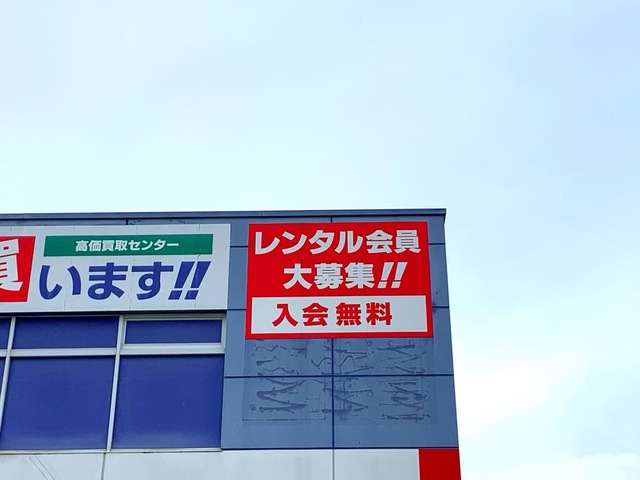 高価買取センター
買います!!
レンタル会員
大募集!!
入会無料